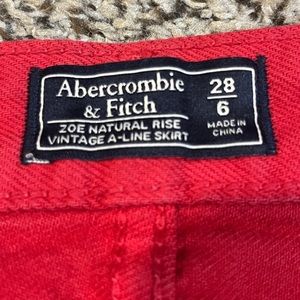 Abercrombie
& Fitch
ZOE NATURAL RISE
VINTAGE A-LINE SKIRT
28
6
MADE IN
CHINA